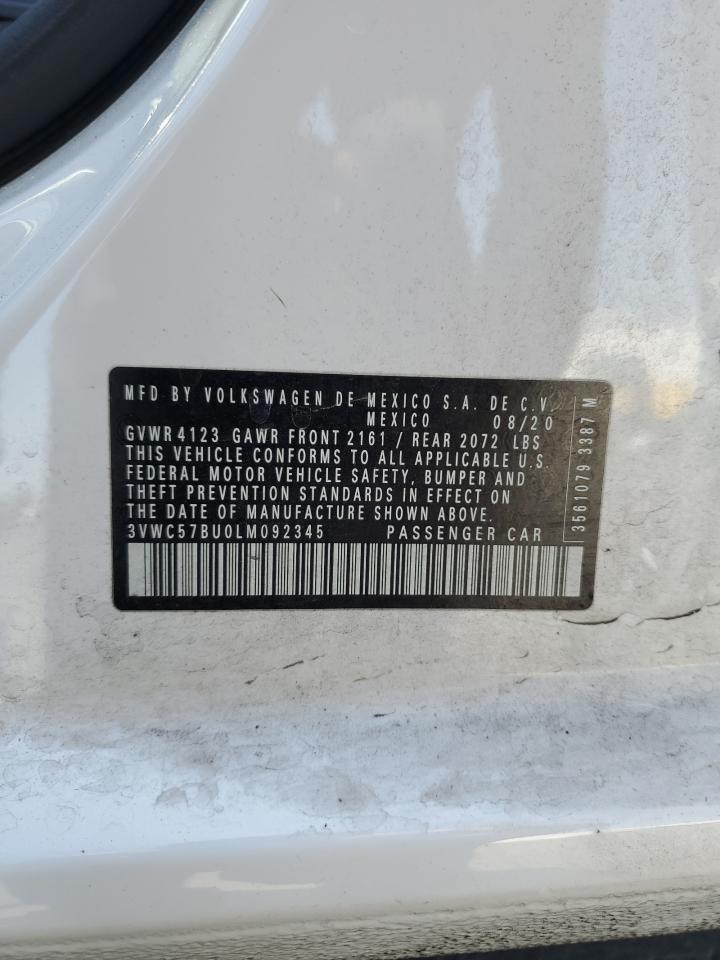 MFD BY VOLKSWAGEN DE MEXICO S.A. DE C.V.
MEXICO 08/20
GVWR 4123 GAWR FRONT 2161 / REAR 2072 LBS
THIS VEHICLE CONFORMS TO ALL APPLICABLE U.S.
FEDERAL MOTOR VEHICLE SAFETY, BUMPER AND
THEFT PREVENTION STANDARDS IN EFFECT ON
THE DATE OF MANUFACTURE SHOWN ABOVE.
3VWC57BU0LM092345 PASSENGER CAR
3561079 3387 M